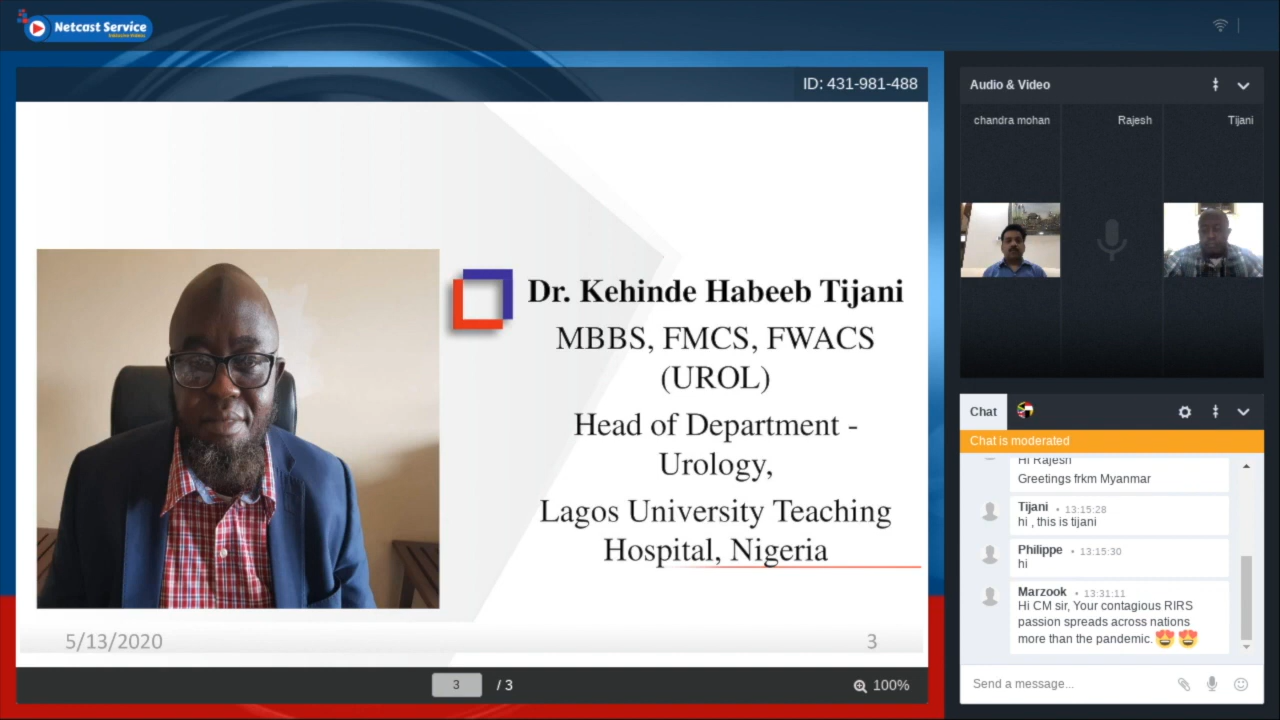 Netcast Service
ID: 431-981-488
Dr. Kehinde Habeeb Tijani
MBBS, FMCS, FWACS
(UROL)
Head of Department -
Urology,
Lagos University Teaching
Hospital, Nigeria
5/13/2020
3
3
/ 3
100%
Audio & Video
chandra mohan
Rajesh
Tijani
Chat
Chat is moderated
Hi Rajesh
Greetings frkm Myanmar
Tijani • 13:15:28
hi , this is tijani
Philippe • 13:15:30
hi
Marzook • 13:31:11
Hi CM sir, Your contagious RIRS
passion spreads across nations
more than the pandemic. 😍 😍
Send a message...